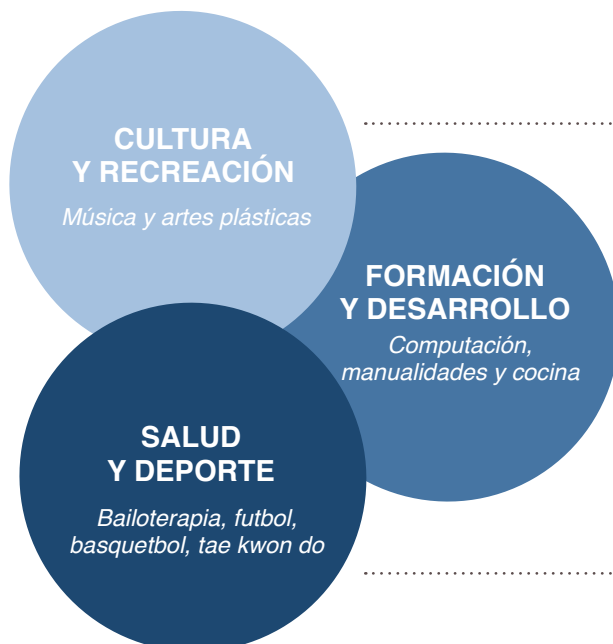 CULTURA
Y RECREACIÓN
Música y artes plásticas
FORMACIÓN
Y DESARROLLO
Computación,
manualidades y cocina
SALUD
Y DEPORTE
Bailoterapia, futbol,
basquetbol, tae kwon do